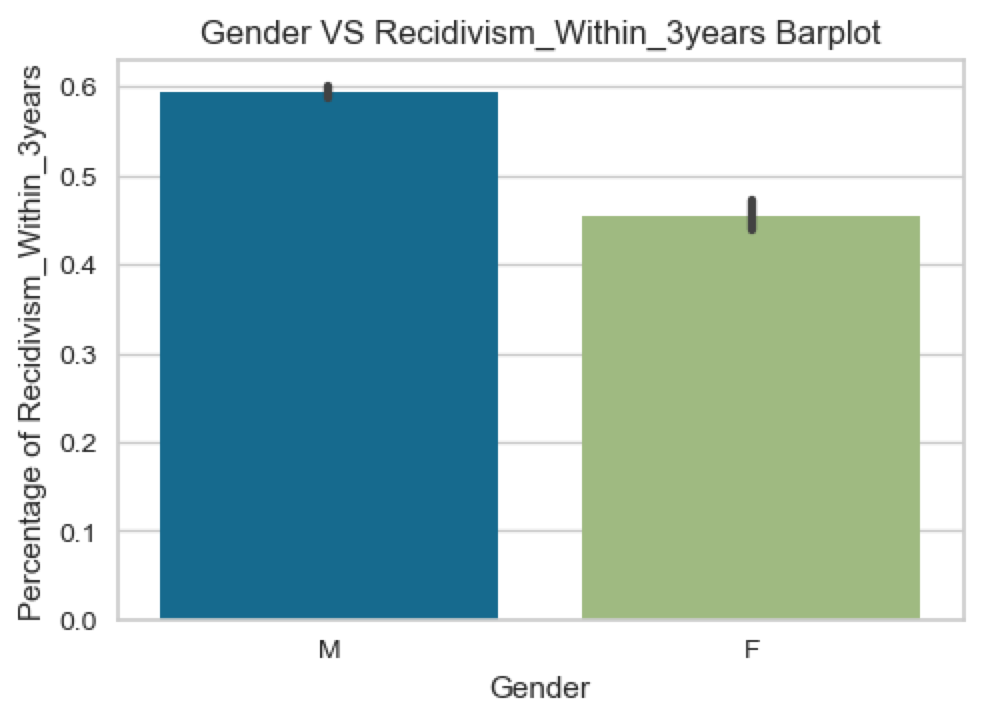 Gender VS Recidivism_Within_3years Barplot
Percentage of Recidivism_Within_3years
0.6
0.5
0.4
0.3
0.2
0.1
0.0
M F
Gender